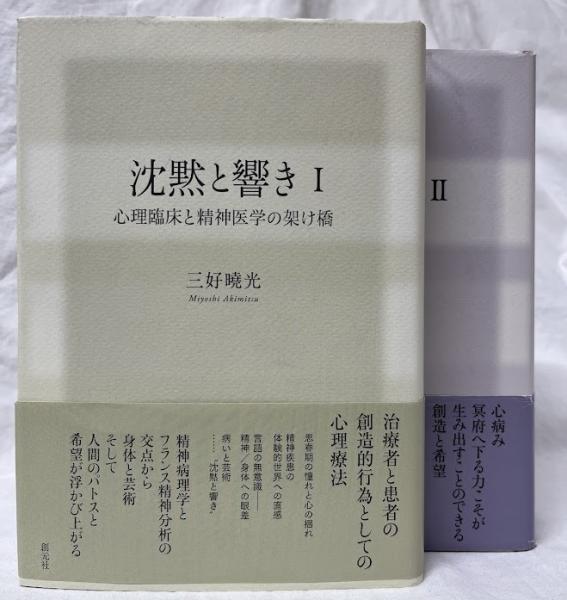 沈黙と響き I
心理臨床と精神医学の架け橋
三好曉光
Miyoshi Akimitsu
治療者と患者の
創造的行為としての
心理療法
思春期の憧れと心の揺れ
精神疾患の
体験的世界への直感
言語の無意識――
精神/身体への眼差
病いと芸術
……“沈黙と響き”
精神病理学と
フランス精神分析の
交点から
身体と芸術
そして
人間のパトスと
希望が浮かび上がる
創元社
II
心病み
冥府へ下る力こそが
生み出すことのできる
創造と希望